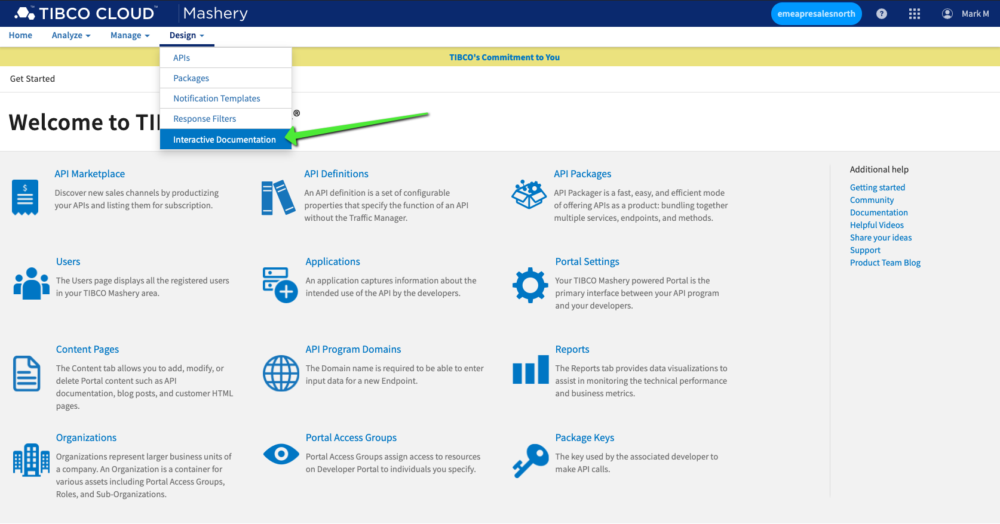 TIBCO CLOUD™ Mashery
emeapresalesnorth
?
Mark M
Home
Analyze
Manage
Design
APIs
Packages
Notification Templates
Response Filters
Interactive Documentation
TIBCO's Commitment to You
Get Started
Welcome to TI
®
API Marketplace
Discover new sales channels by productizing
your APIs and listing them for subscription.
API Definitions
An API definition is a set of configurable
properties that specify the function of an API
without the Traffic Manager.
API Packages
API Packager is a fast, easy, and efficient mode
of offering APIs as a product: bundling together
multiple services, endpoints, and methods.
Users
The Users page displays all the registered users
in your TIBCO Mashery area.
Applications
An application captures information about the
intended use of the API by the developers.
Portal Settings
Your TIBCO Mashery powered Portal is the
primary interface between your API program
and your developers.
Content Pages
The Content tab allows you to add, modify, or
delete Portal content such as API
documentation, blog posts, and customer HTML
pages.
API Program Domains
The Domain name is required to be able to enter
input data for a new Endpoint.
Reports
The Reports tab provides data visualizations to
assist in monitoring the technical performance
and business metrics.
Organizations
Organizations represent larger business units of
a company. An Organization is a container for
various assets including Portal Access Groups,
Roles, and Sub-Organizations.
Portal Access Groups
Portal Access Groups assign access to resources
on Developer Portal to individuals you specify.
Package Keys
The key used by the associated developer to
make API calls.
Additional help
Getting started
Community
Documentation
Helpful Videos
Share your ideas
Support
Product Team Blog